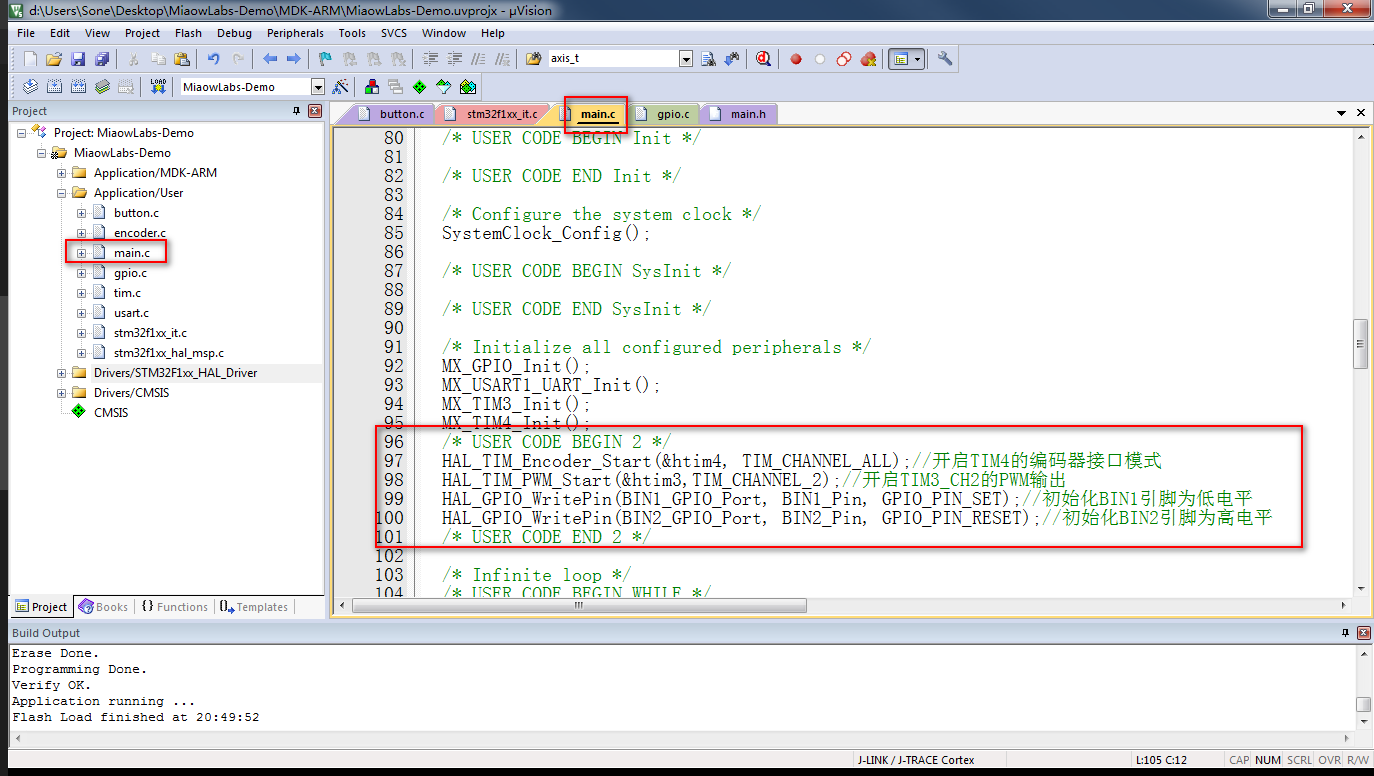 d:\Users\Sone\Desktop\MiaowLabs-Demo\MDK-ARM\MiaowLabs-Demo.uvprojx - µVision
File Edit View Project Flash Debug Peripherals Tools SVCS Window Help
axis_t
LOAD MiaowLabs-Demo
Project
button.c stm32f1xx_it.c main.c gpio.c main.h
Project: MiaowLabs-Demo
MiaowLabs-Demo
Application/MDK-ARM
Application/User
button.c
encoder.c
main.c
gpio.c
tim.c
usart.c
stm32f1xx_it.c
stm32f1xx_hal_msp.c
Drivers/STM32F1xx_HAL_Driver
Drivers/CMSIS
CMSIS
80 /* USER CODE BEGIN Init */
81
82 /* USER CODE END Init */
83
84 /* Configure the system clock */
85 SystemClock_Config();
86
87 /* USER CODE BEGIN SysInit */
88
89 /* USER CODE END SysInit */
90
91 /* Initialize all configured peripherals */
92 MX_GPIO_Init();
93 MX_USART1_UART_Init();
94 MX_TIM3_Init();
95 MX_TIM4_Init();
96 /* USER CODE BEGIN 2 */
97 HAL_TIM_Encoder_Start(&htim4, TIM_CHANNEL_ALL);//开启TIM4的编码器接口模式
98 HAL_TIM_PWM_Start(&htim3,TIM_CHANNEL_2);//开启TIM3_CH2的PWM输出
99 HAL_GPIO_WritePin(BIN1_GPIO_Port, BIN1_Pin, GPIO_PIN_SET);//初始化BIN1引脚为低电平
100 HAL_GPIO_WritePin(BIN2_GPIO_Port, BIN2_Pin, GPIO_PIN_RESET);//初始化BIN2引脚为高电平
101 /* USER CODE END 2 */
102
103 /* Infinite loop */
104 /* USER CODE BEGIN WHILE */
Project Books {} Functions Templates
Build Output
Erase Done.
Programming Done.
Verify OK.
Application running ...
Flash Load finished at 20:49:52
J-LINK / J-TRACE Cortex L:105 C:12 CAP NUM SCRL OVR R/W